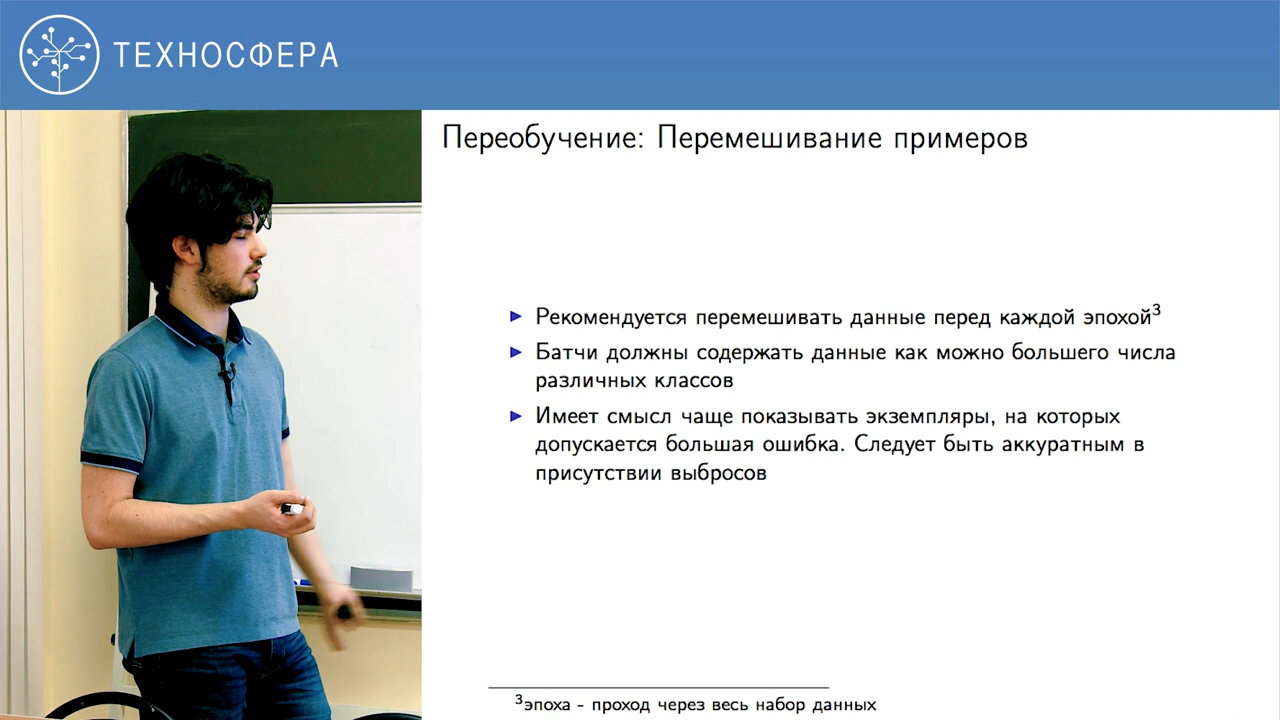 ТЕХНОСФЕРА
Переобучение: Перемешивание примеров
Рекомендуется перемешивать данные перед каждой эпохой³
Батчи должны содержать данные как можно большего числа
различных классов
Имеет смысл чаще показывать экземпляры, на которых
допускается большая ошибка. Следует быть аккуратным в
присутствии выбросов
³эпоха - проход через весь набор данных